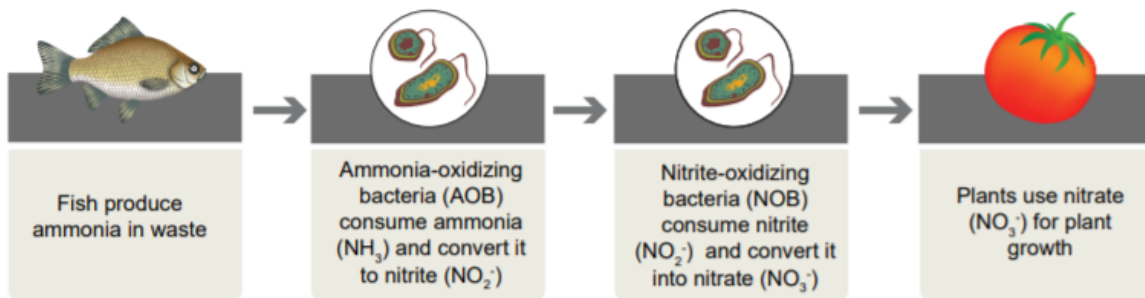 Fish produce
ammonia in waste
Ammonia-oxidizing
bacteria (AOB)
consume ammonia
(NH₃) and convert it
to nitrite (NO₂⁻)
Nitrite-oxidizing
bacteria (NOB)
consume nitrite
(NO₂⁻) and convert it
into nitrate (NO₃⁻)
Plants use nitrate
(NO₃⁻) for plant
growth